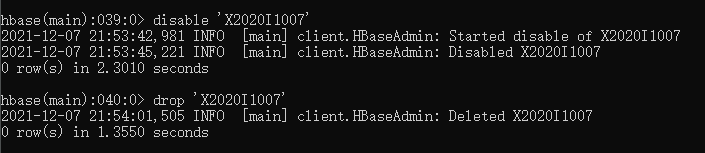 hbase(main):039:0> disable 'X2020I1007'
2021-12-07 21:53:42,981 INFO  [main] client.HBaseAdmin: Started disable of X2020I1007
2021-12-07 21:53:45,221 INFO  [main] client.HBaseAdmin: Disabled X2020I1007
0 row(s) in 2.3010 seconds
hbase(main):040:0> drop 'X2020I1007'
2021-12-07 21:54:01,505 INFO  [main] client.HBaseAdmin: Deleted X2020I1007
0 row(s) in 1.3550 seconds